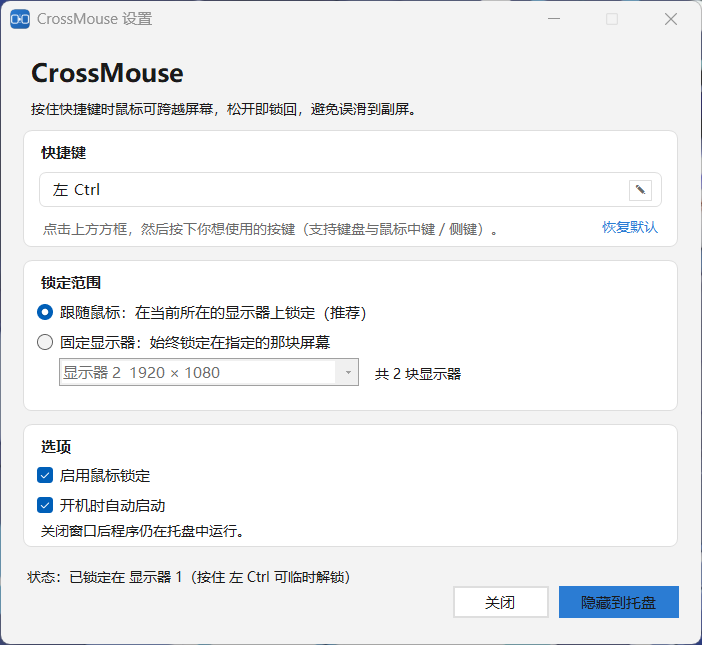 CrossMouse 设置
CrossMouse
按住快捷键时鼠标可跨越屏幕，松开即锁回，避免误滑到副屏。
快捷键
左 Ctrl
点击上方方框，然后按下你想使用的按键（支持键盘与鼠标中键 / 侧键）。 恢复默认
锁定范围
跟随鼠标：在当前所在的显示器上锁定（推荐）
固定显示器：始终锁定在指定的那块屏幕
显示器 2 1920 × 1080 共 2 块显示器
选项
启用鼠标锁定
开机时自动启动
关闭窗口后程序仍在托盘中运行。
状态：已锁定在 显示器 1（按住 左 Ctrl 可临时解锁）
关闭 隐藏到托盘